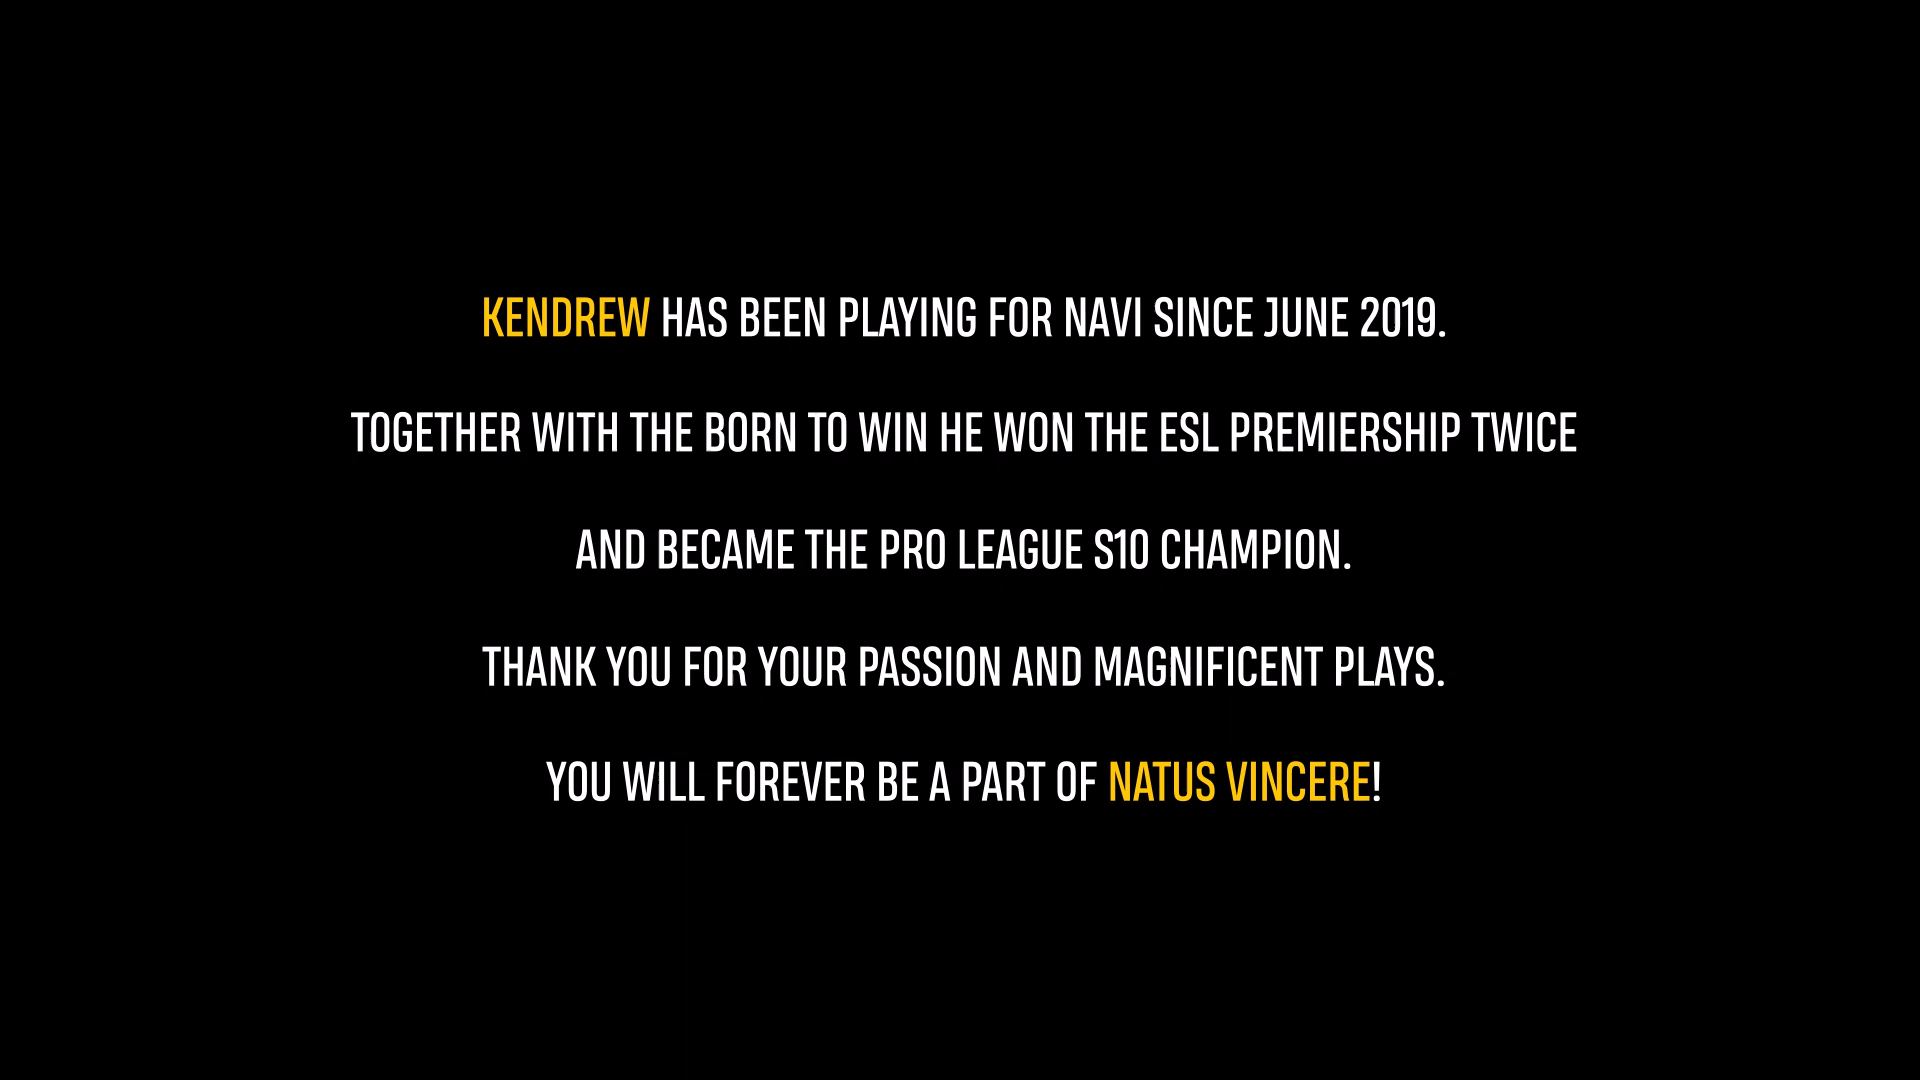 KENDREW HAS BEEN PLAYING FOR NAVI SINCE JUNE 2019.
TOGETHER WITH THE BORN TO WIN HE WON THE ESL PREMIERSHIP TWICE
AND BECAME THE PRO LEAGUE S10 CHAMPION.
THANK YOU FOR YOUR PASSION AND MAGNIFICENT PLAYS.
YOU WILL FOREVER BE A PART OF NATUS VINCERE!